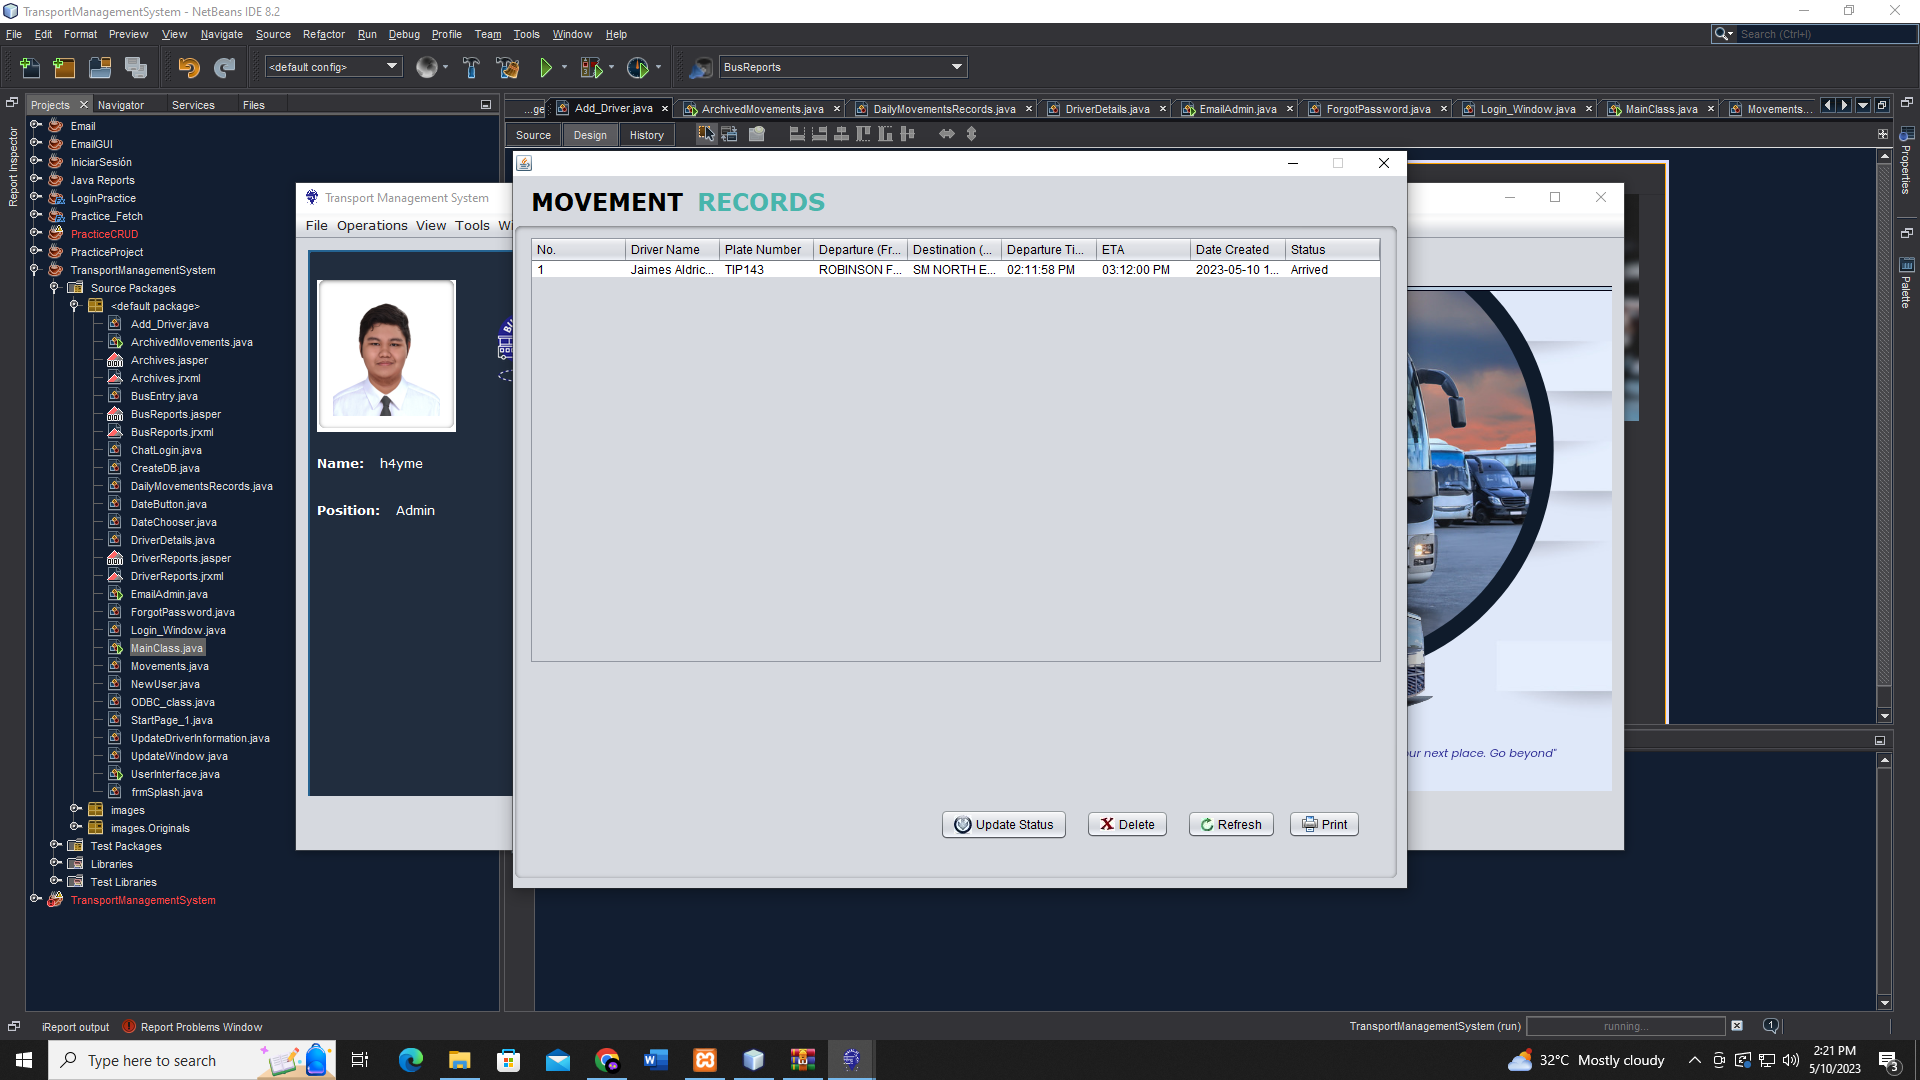 TransportManagementSystem - NetBeans IDE 8.2
File Edit Format Preview View Navigate Source Refactor Run Debug Profile Team Tools Window Help
Search (Ctrl+I)
<default config>
BusReports
Projects Navigator Services Files
...ge Add_Driver.java ArchivedMovements.java DailyMovementsRecords.java DriverDetails.java EmailAdmin.java ForgotPassword.java Login_Window.java MainClass.java Movements...
Source Design History
Report Inspector
Properties
Palette
Email
EmailGUI
IniciarSesión
Java Reports
LoginPractice
Practice_Fetch
PracticeCRUD
PracticeProject
TransportManagementSystem
Source Packages
<default package>
Add_Driver.java
ArchivedMovements.java
Archives.jasper
Archives.jrxml
BusEntry.java
BusReports.jasper
BusReports.jrxml
ChatLogin.java
CreateDB.java
DailyMovementsRecords.java
DateButton.java
DateChooser.java
DriverDetails.java
DriverReports.jasper
DriverReports.jrxml
EmailAdmin.java
ForgotPassword.java
Login_Window.java
MainClass.java
Movements.java
NewUser.java
ODBC_class.java
StartPage_1.java
UpdateDriverInformation.java
UpdateWindow.java
UserInterface.java
frmSplash.java
images
images.Originals
Test Packages
Libraries
Test Libraries
TransportManagementSystem
Transport Management System
File Operations View Tools Wi
Name: h4yme
Position: Admin
MOVEMENT RECORDS
No. Driver Name Plate Number Departure (Fr... Destination (... Departure Ti... ETA Date Created Status
1 Jaimes Aldric... TIP143 ROBINSON F... SM NORTH E... 02:11:58 PM 03:12:00 PM 2023-05-10 1... Arrived
Update Status Delete Refresh Print
ur next place. Go beyond"
iReport output Report Problems Window
TransportManagementSystem (run) running... 1
Type here to search
32°C Mostly cloudy
2:21 PM
5/10/2023
3